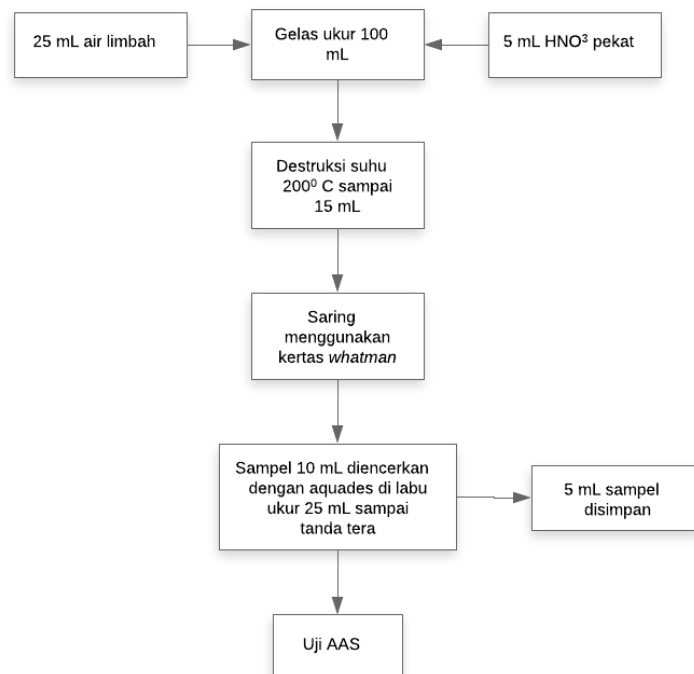 25 mL air limbah
Gelas ukur 100
mL
5 mL HNO³ pekat
Destruksi suhu
200⁰ C sampai
15 mL
Saring
menggunakan
kertas whatman
Sampel 10 mL diencerkan
dengan aquades di labu
ukur 25 mL sampai
tanda tera
5 mL sampel
disimpan
Uji AAS